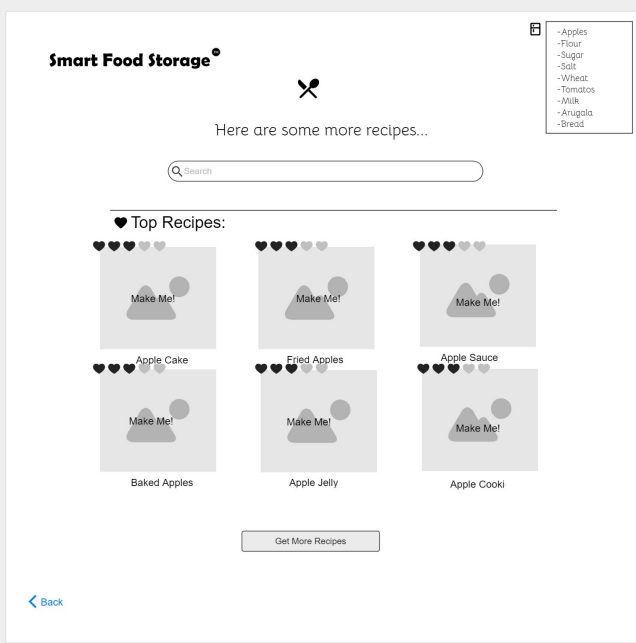 Smart Food Storage
-Apples
-Flour
-Sugar
-Salt
-Wheat
-Tomatos
-Milk
-Arugala
-Bread
Here are some more recipes...
Search
Top Recipes:
Make Me!
Make Me!
Make Me!
Apple Cake
Fried Apples
Apple Sauce
Make Me!
Make Me!
Make Me!
Baked Apples
Apple Jelly
Apple Cooki
Get More Recipes
Back